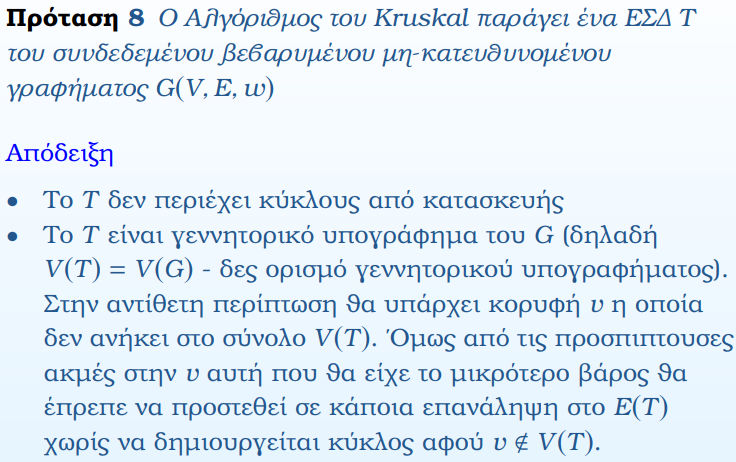 Πρόταση 8 Ο Αλγόριθμος του Kruskal παράγει ένα ΕΣΔ T
του συνδεδεμένου βεβαρυμένου μη-κατευθυνομένου
γραφήματος G(V, E, w)
Απόδειξη
• Το T δεν περιέχει κύκλους από κατασκευής
• Το T είναι γεννητορικό υπογράφημα του G (δηλαδή
V(T) = V(G) - δες ορισμό γεννητορικού υπογραφήματος).
Στην αντίθετη περίπτωση θα υπάρχει κορυφή υ η οποία
δεν ανήκει στο σύνολο V(T). Όμως από τις προσπιπτουσες
ακμές στην υ αυτή που θα είχε το μικρότερο βάρος θα
έπρεπε να προστεθεί σε κάποια επανάληψη στο E(T)
χωρίς να δημιουργείται κύκλος αφού υ ∉ V(T).